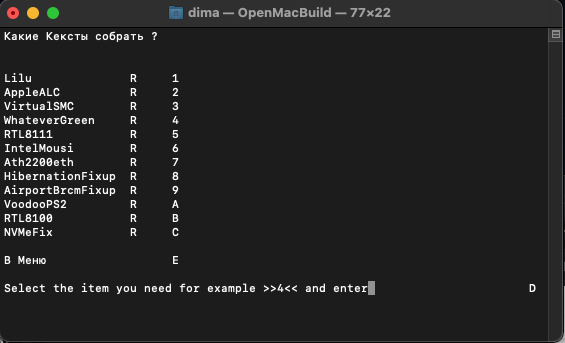 dima — OpenMacBuild — 77×22
Какие Кексты собрать ?
Lilu R 1
AppleALC R 2
VirtualSMC R 3
WhateverGreen R 4
RTL8111 R 5
IntelMousi R 6
Ath2200eth R 7
HibernationFixup R 8
AirportBrcmFixup R 9
VoodooPS2 R A
RTL8100 R B
NVMeFix R C
В Меню E
Select the item you need for example >>4<< and enter D